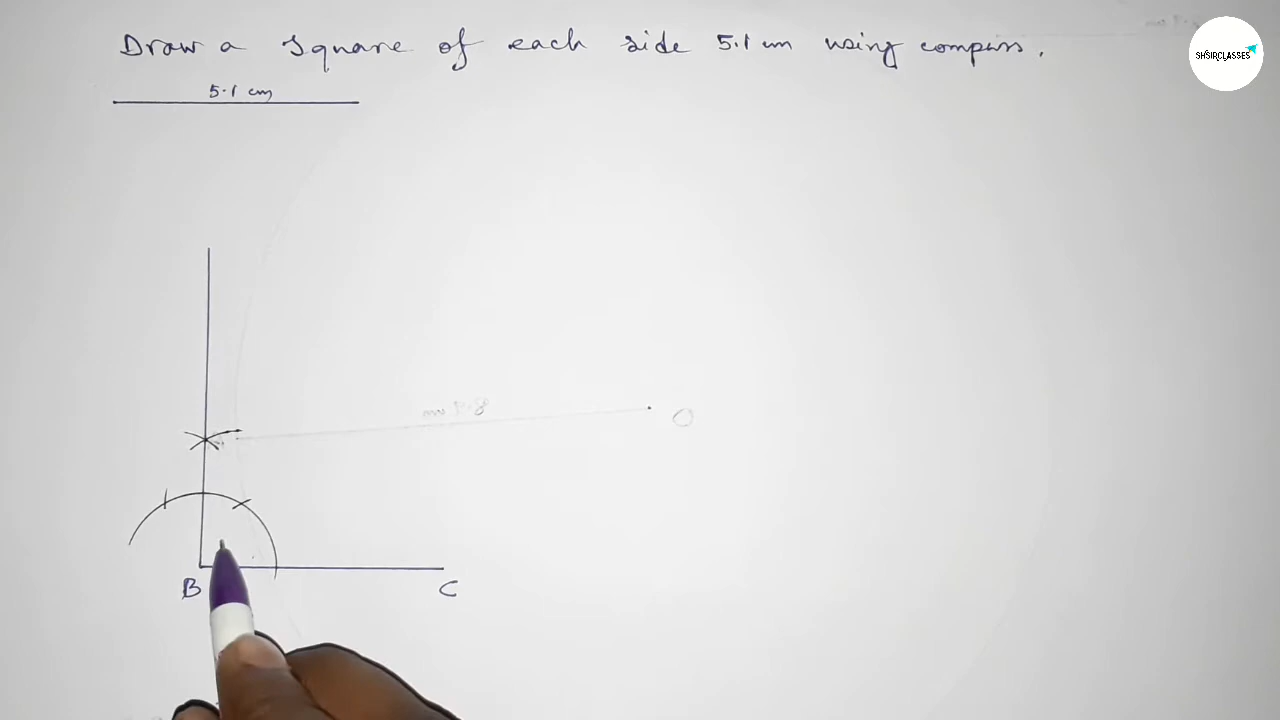 Draw a square of each side 5.1 cm using compass.
5.1 cm
SHSIRCLASSES
O
B
C